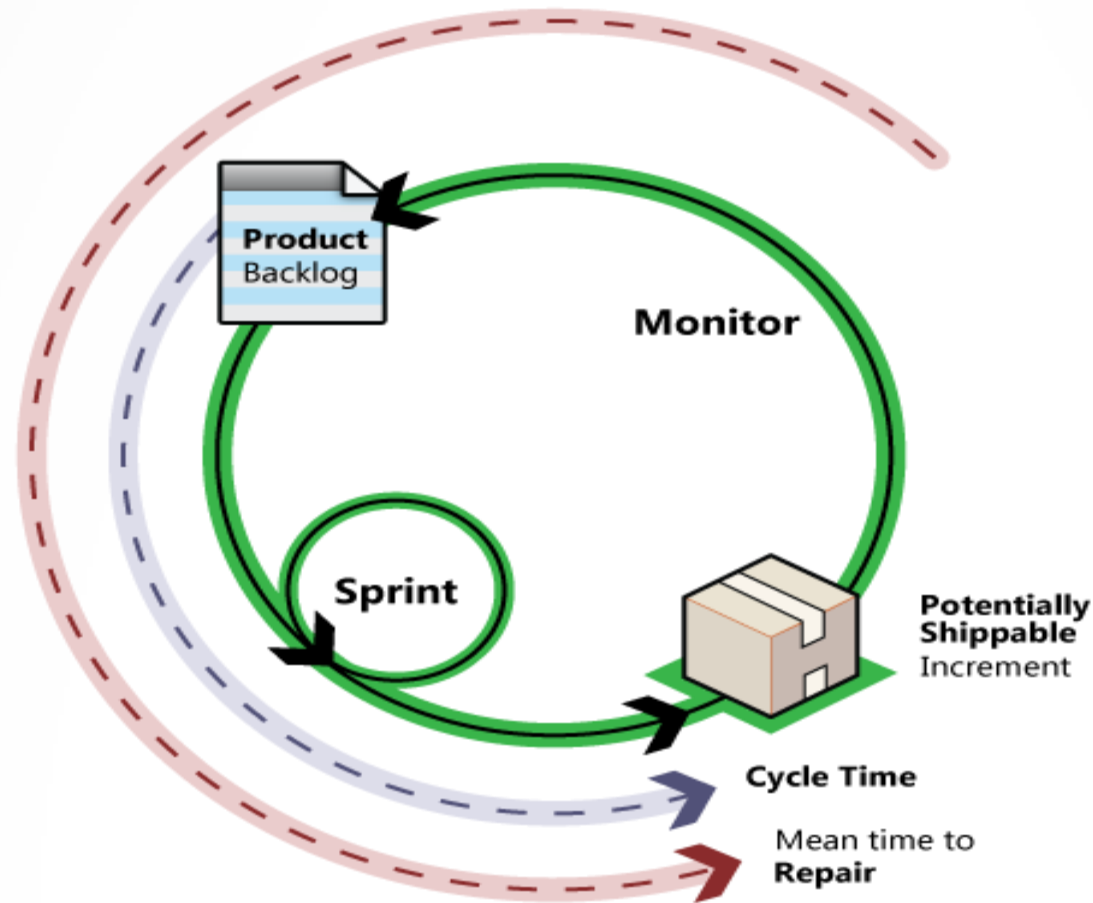 Product
Backlog
Monitor
Sprint
Potentially
Shippable
Increment
Cycle Time
Mean time to
Repair